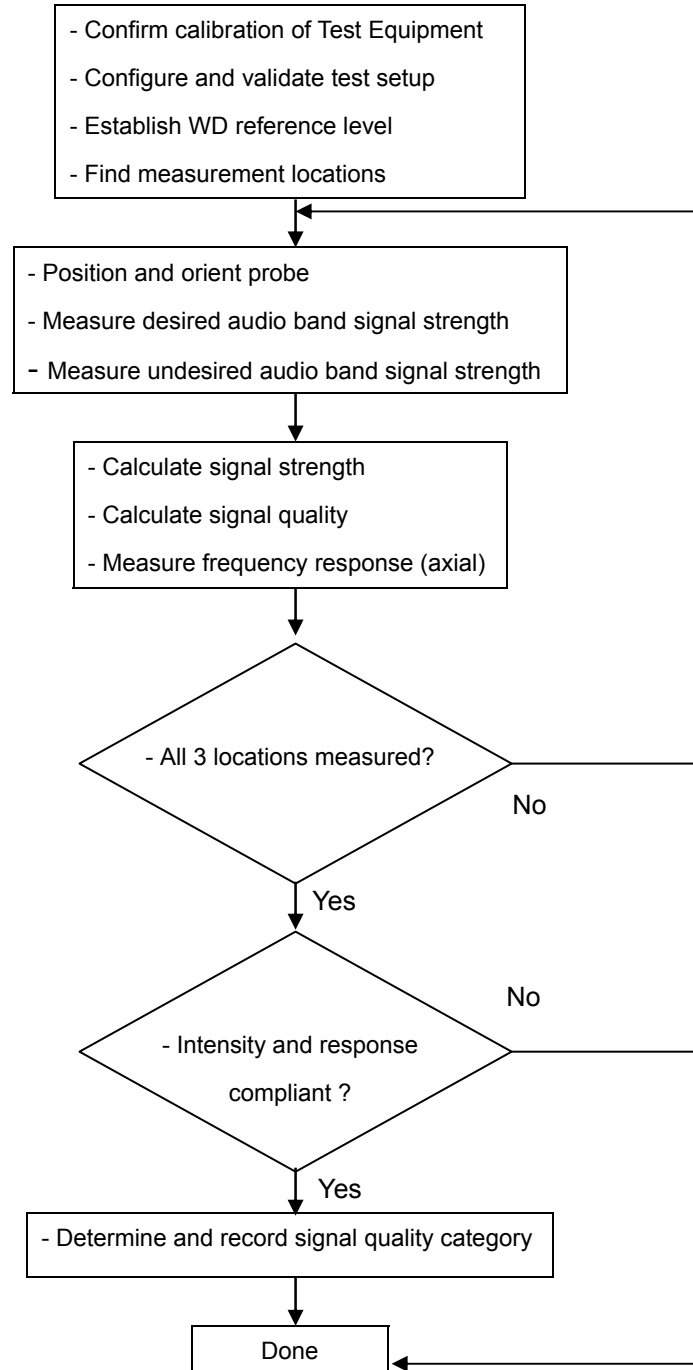 - Confirm calibration of Test Equipment
- Configure and validate test setup
- Establish WD reference level
- Find measurement locations
- Position and orient probe
- Measure desired audio band signal strength
- Measure undesired audio band signal strength
- Calculate signal strength
- Calculate signal quality
- Measure frequency response (axial)
- All 3 locations measured?
No
Yes
No
- Intensity and response
compliant ?
Yes
- Determine and record signal quality category
Done